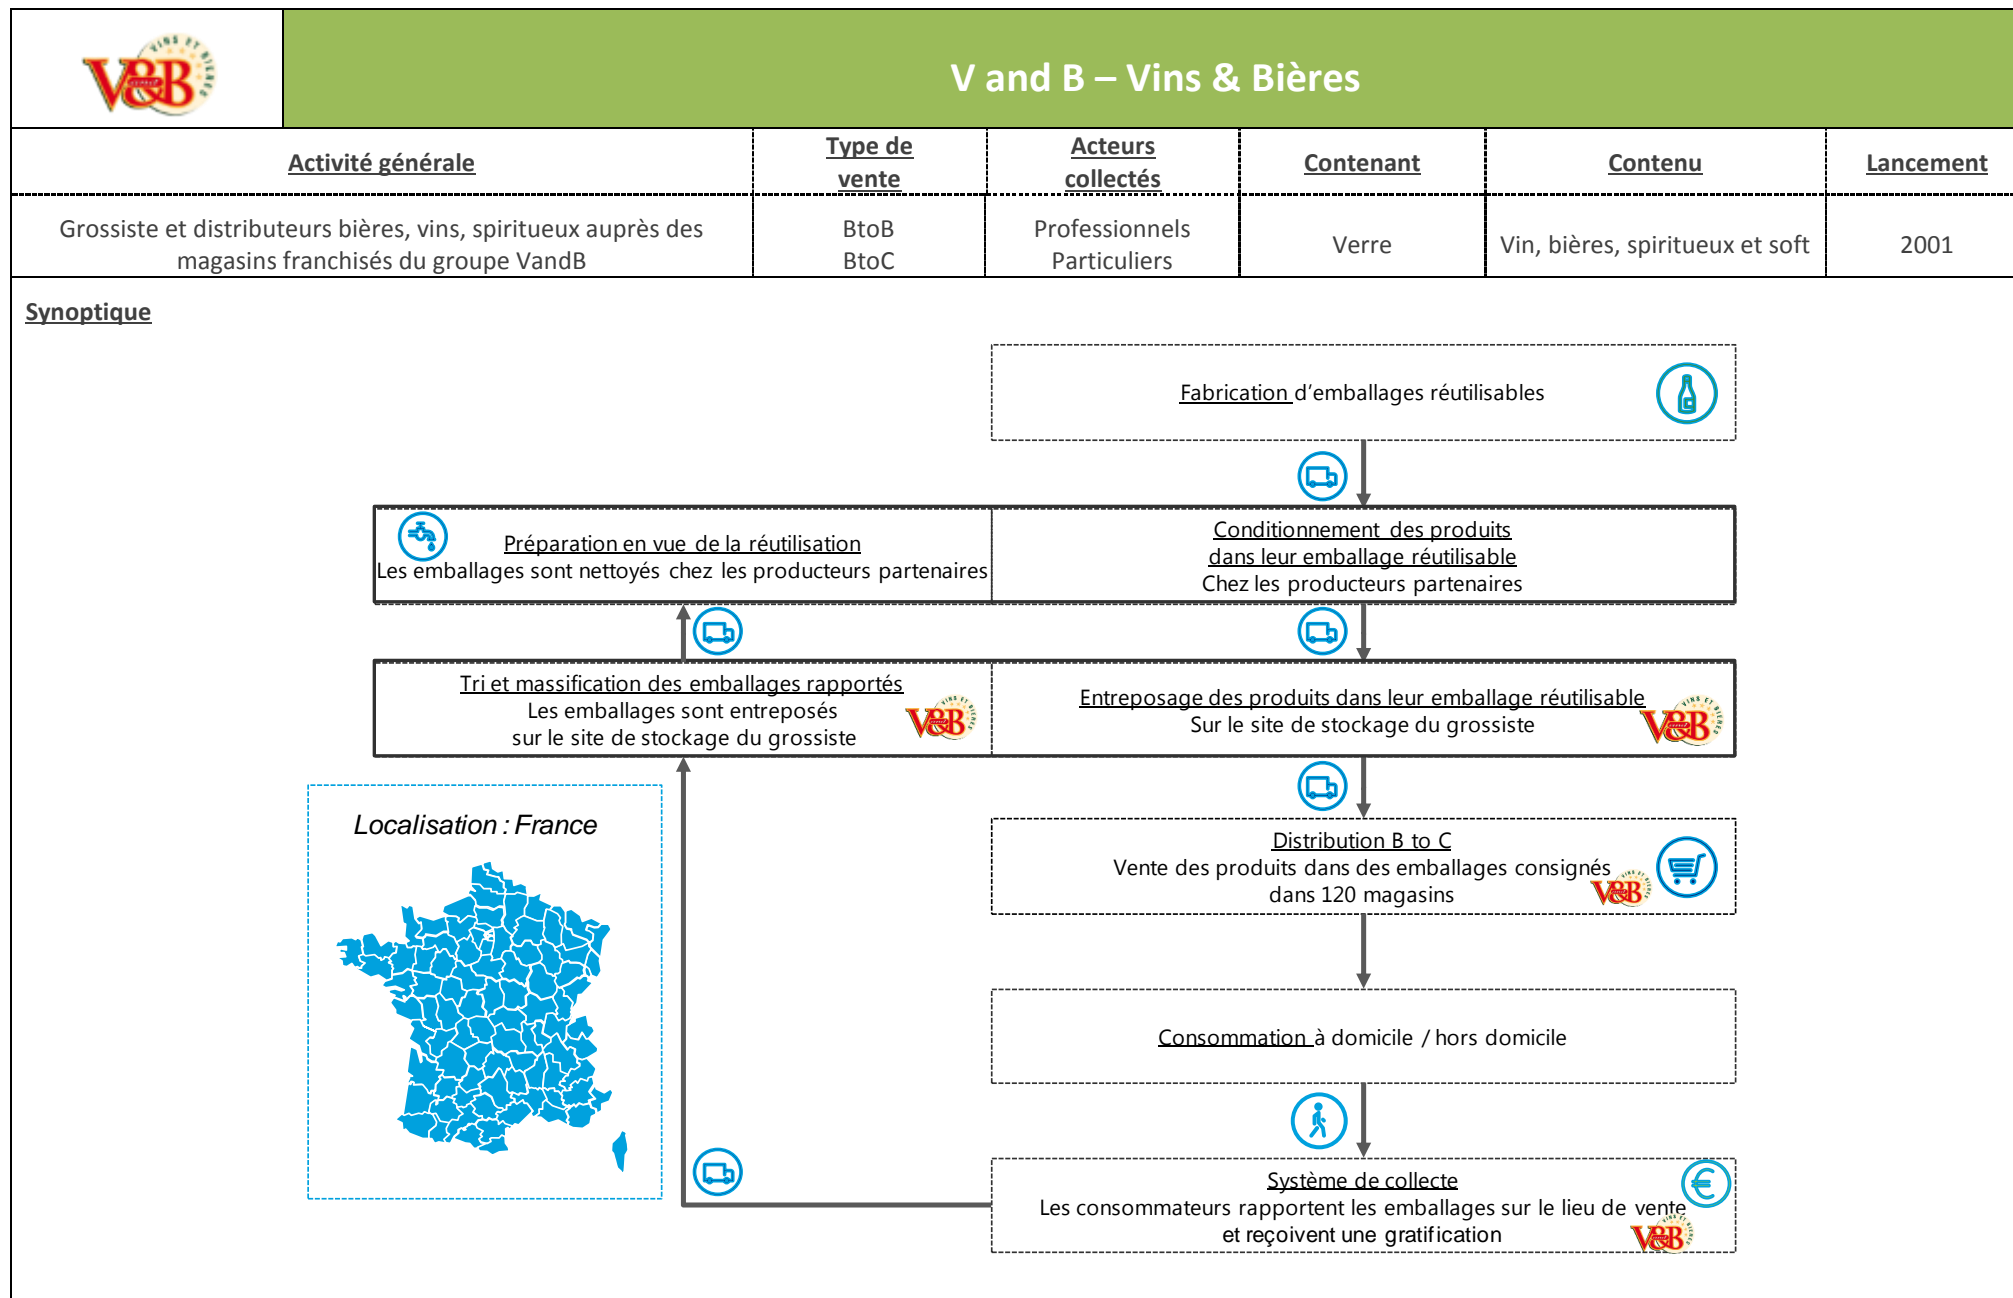 V&B
VINS ET BIERES
V and B – Vins & Bières
Activité générale
Type de
vente
Acteurs
collectés
Contenant
Contenu
Lancement
Grossiste et distributeurs bières, vins, spiritueux auprès des
magasins franchisés du groupe VandB
BtoB
BtoC
Professionnels
Particuliers
Verre
Vin, bières, spiritueux et soft
2001
Synoptique
Fabrication d’emballages réutilisables
Préparation en vue de la réutilisation
Les emballages sont nettoyés chez les producteurs partenaires
Conditionnement des produits
dans leur emballage réutilisable
Chez les producteurs partenaires
Tri et massification des emballages rapportés
Les emballages sont entreposés
sur le site de stockage du grossiste
V&B
Entreposage des produits dans leur emballage réutilisable
Sur le site de stockage du grossiste
V&B
Localisation : France
Distribution B to C
Vente des produits dans des emballages consignés
dans 120 magasins
V&B
Consommation à domicile / hors domicile
Système de collecte
€
Les consommateurs rapportent les emballages sur le lieu de vente
et reçoivent une gratification
V&B